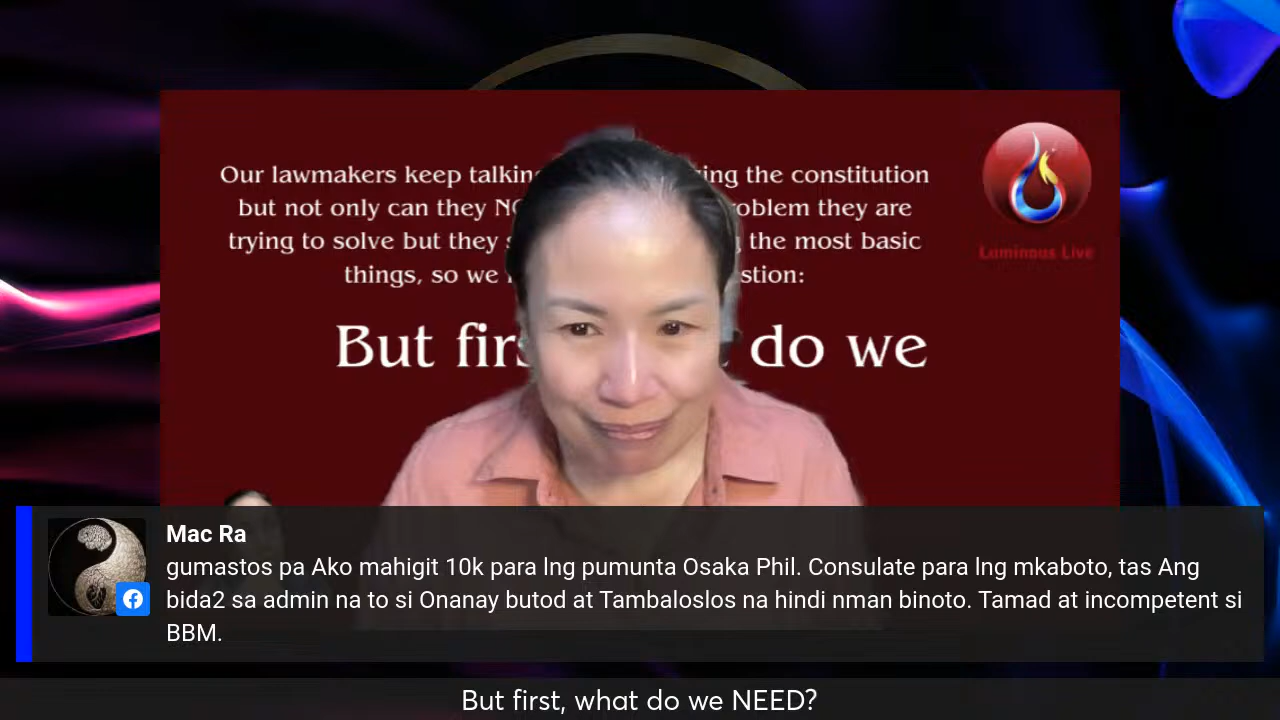 Our lawmakers keep talking ing the constitution
but not only can they oblem they are
trying to solve but they the most basic
things, so we stion:
But do we
Luminous Live
Mac Ra
gumastos pa Ako mahigit 10k para lng pumunta Osaka Phil. Consulate para lng mkaboto, tas Ang
bida2 sa admin na to si Onanay butod at Tambaloslos na hindi nman binoto. Tamad at incompetent si
BBM.
But first, what do we NEED?